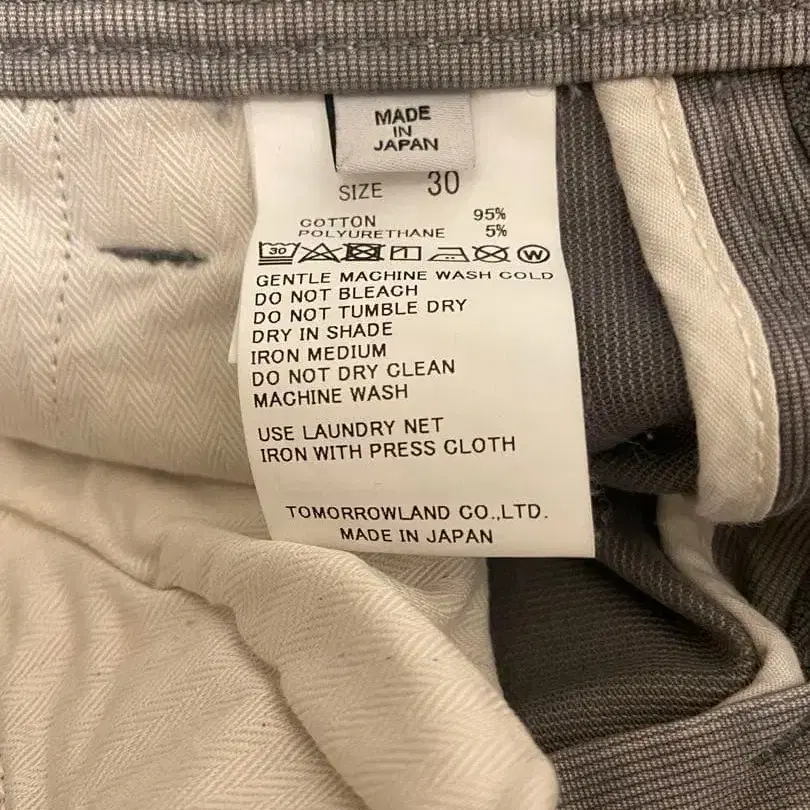 MADE
IN
JAPAN
SIZE 30
COTTON 95%
POLYURETHANE 5%
30 W
GENTLE MACHINE WASH COLD
DO NOT BLEACH
DO NOT TUMBLE DRY
DRY IN SHADE
IRON MEDIUM
DO NOT DRY CLEAN
MACHINE WASH
USE LAUNDRY NET
IRON WITH PRESS CLOTH
TOMORROWLAND CO.,LTD.
MADE IN JAPAN